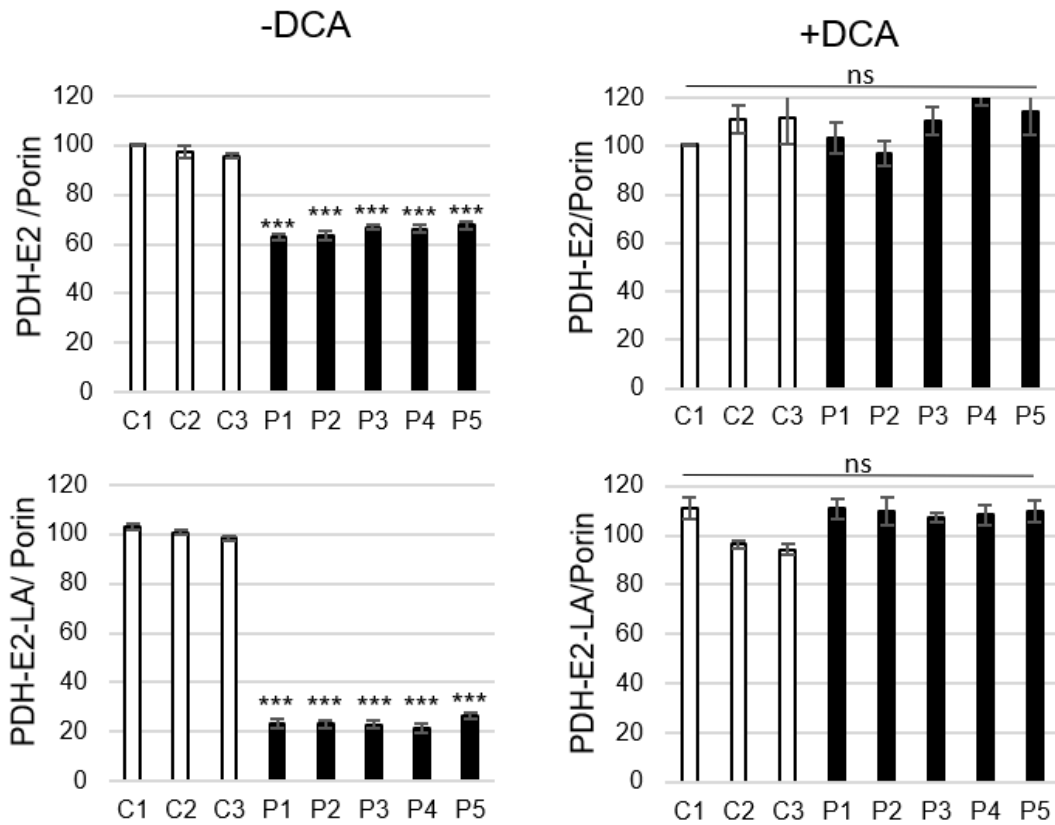 -DCA
PDH-E2 /Porin
120
100
80
60
40
20
0
*** *** *** *** ***
C1 C2 C3 P1 P2 P3 P4 P5
+DCA
ns
PDH-E2/Porin
120
100
80
60
40
20
0
C1 C2 C3 P1 P2 P3 P4 P5
PDH-E2-LA/ Porin
120
100
80
60
40
20
0
*** *** *** *** ***
C1 C2 C3 P1 P2 P3 P4 P5
ns
PDH-E2-LA/Porin
120
100
80
60
40
20
0
C1 C2 C3 P1 P2 P3 P4 P5